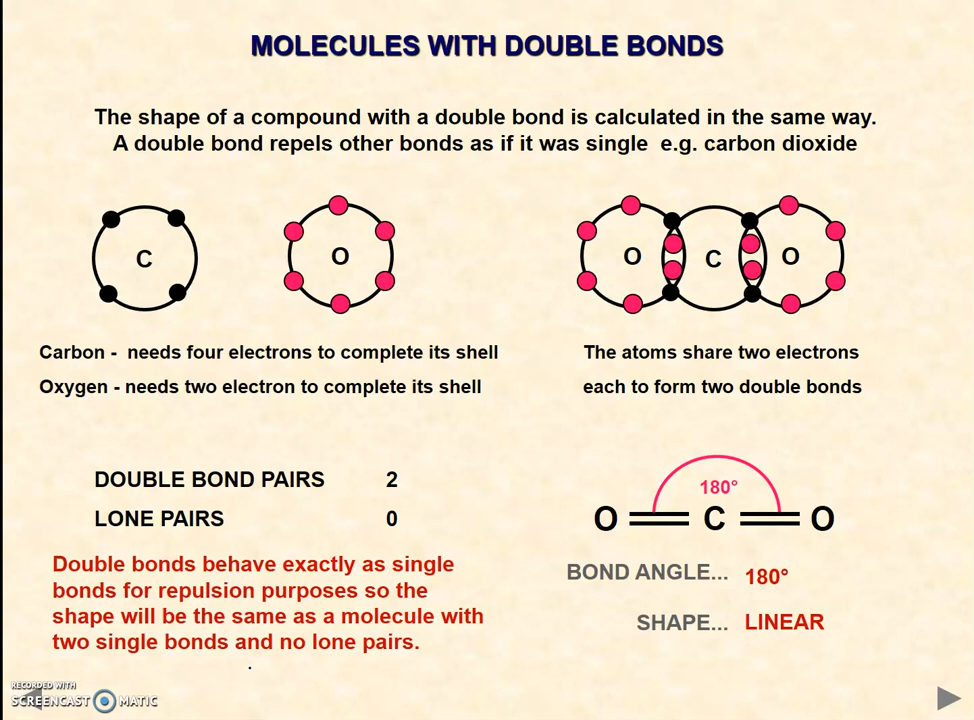 MOLECULES WITH DOUBLE BONDS
The shape of a compound with a double bond is calculated in the same way.
A double bond repels other bonds as if it was single e.g. carbon dioxide
C
O
O
C
O
Carbon - needs four electrons to complete its shell
Oxygen - needs two electron to complete its shell
The atoms share two electrons
each to form two double bonds
DOUBLE BOND PAIRS 2
LONE PAIRS 0
Double bonds behave exactly as single
bonds for repulsion purposes so the
shape will be the same as a molecule with
two single bonds and no lone pairs.
180°
O C O
BOND ANGLE... 180°
SHAPE... LINEAR
RECORDED WITH
SCREENCAST MATIC